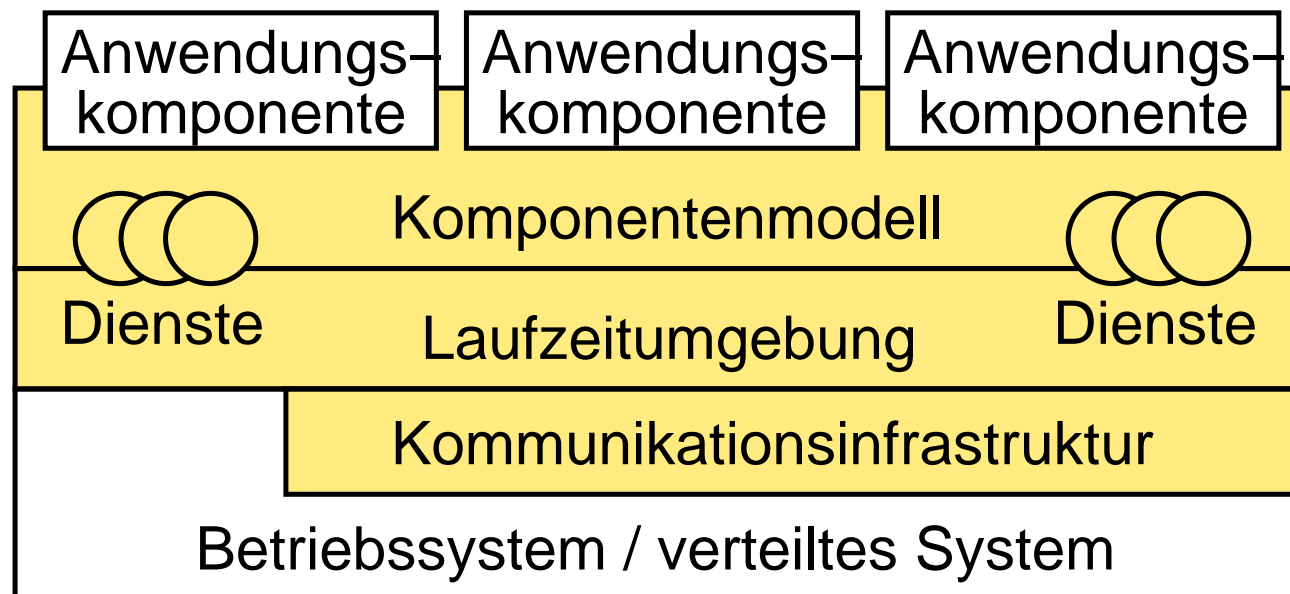 Anwendungs–
komponente
Anwendungs–
komponente
Anwendungs–
komponente
Komponentenmodell
Dienste
Laufzeitumgebung
Dienste
Kommunikationsinfrastruktur
Betriebssystem / verteiltes System